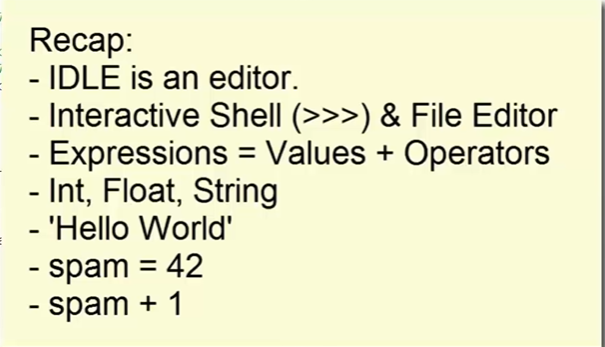 Recap:
- IDLE is an editor.
- Interactive Shell (>>>) & File Editor
- Expressions = Values + Operators
- Int, Float, String
- 'Hello World'
- spam = 42
- spam + 1